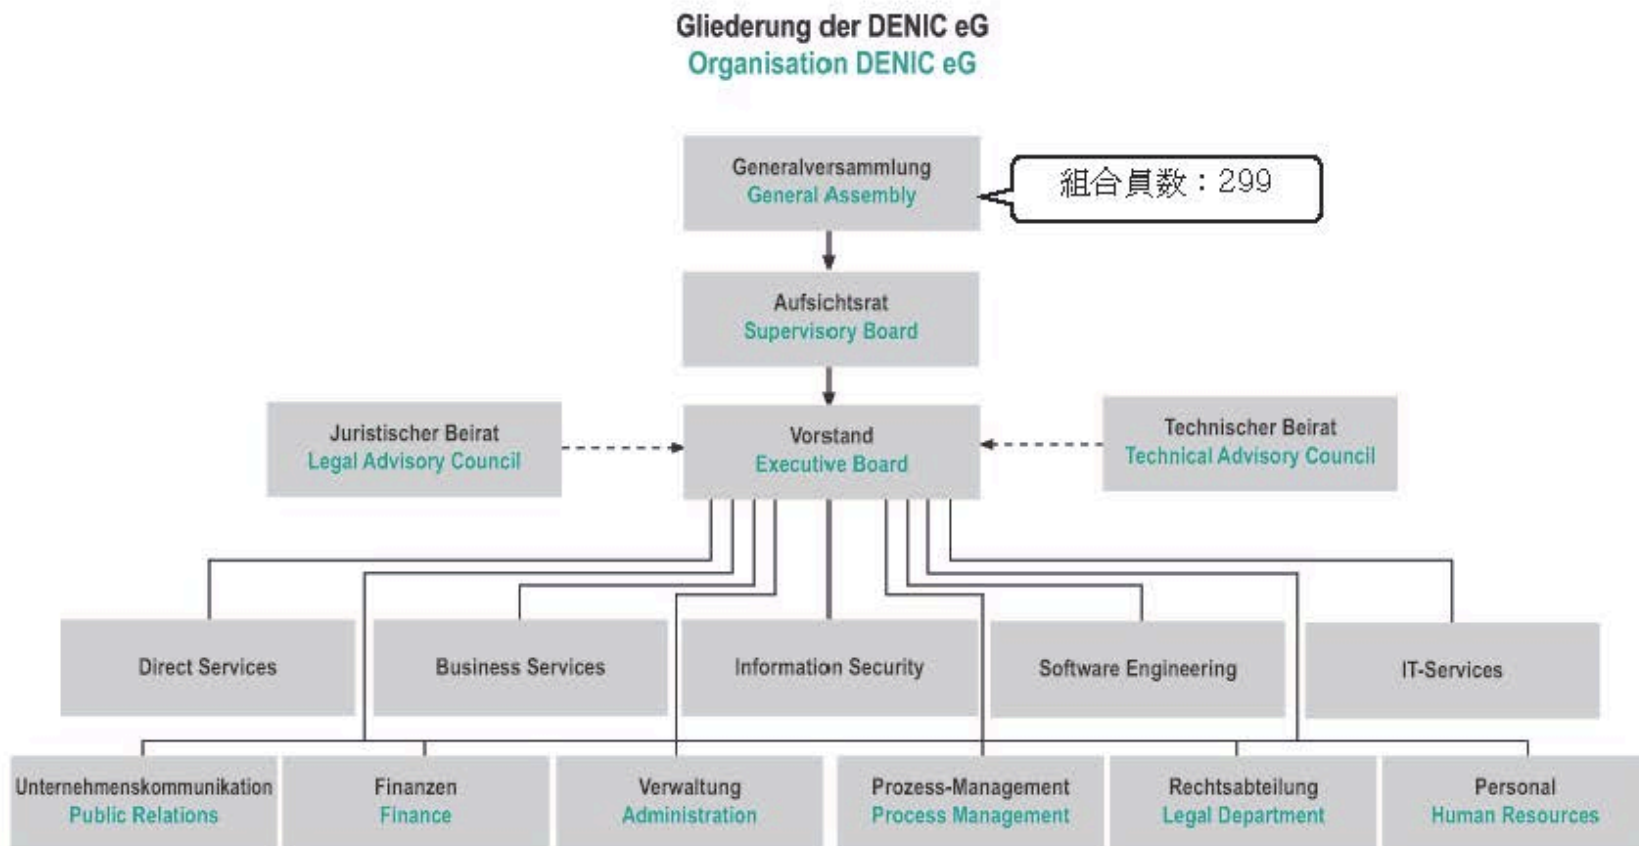 Gliederung der DENIC eG
Organisation DENIC eG
Generalversammlung
General Assembly
組合員数：299
Aufsichtsrat
Supervisory Board
Juristischer Beirat
Legal Advisory Council
Vorstand
Executive Board
Technischer Beirat
Technical Advisory Council
Direct Services
Business Services
Information Security
Software Engineering
IT-Services
Unternehmenskommunikation
Public Relations
Finanzen
Finance
Verwaltung
Administration
Prozess-Management
Process Management
Rechtsabteilung
Legal Department
Personal
Human Resources